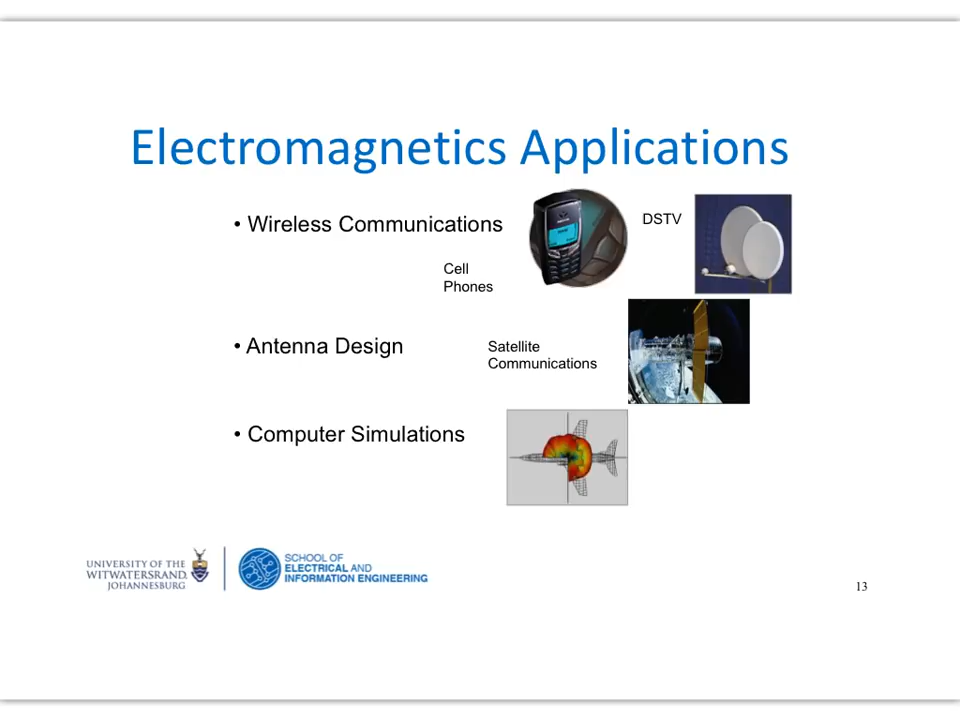 Electromagnetics Applications
• Wireless Communications
DSTV
Cell
Phones
• Antenna Design
Satellite
Communications
• Computer Simulations
UNIVERSITY OF THE
WITWATERSRAND,
JOHANNESBURG
SCHOOL OF
ELECTRICAL AND
INFORMATION ENGINEERING
13